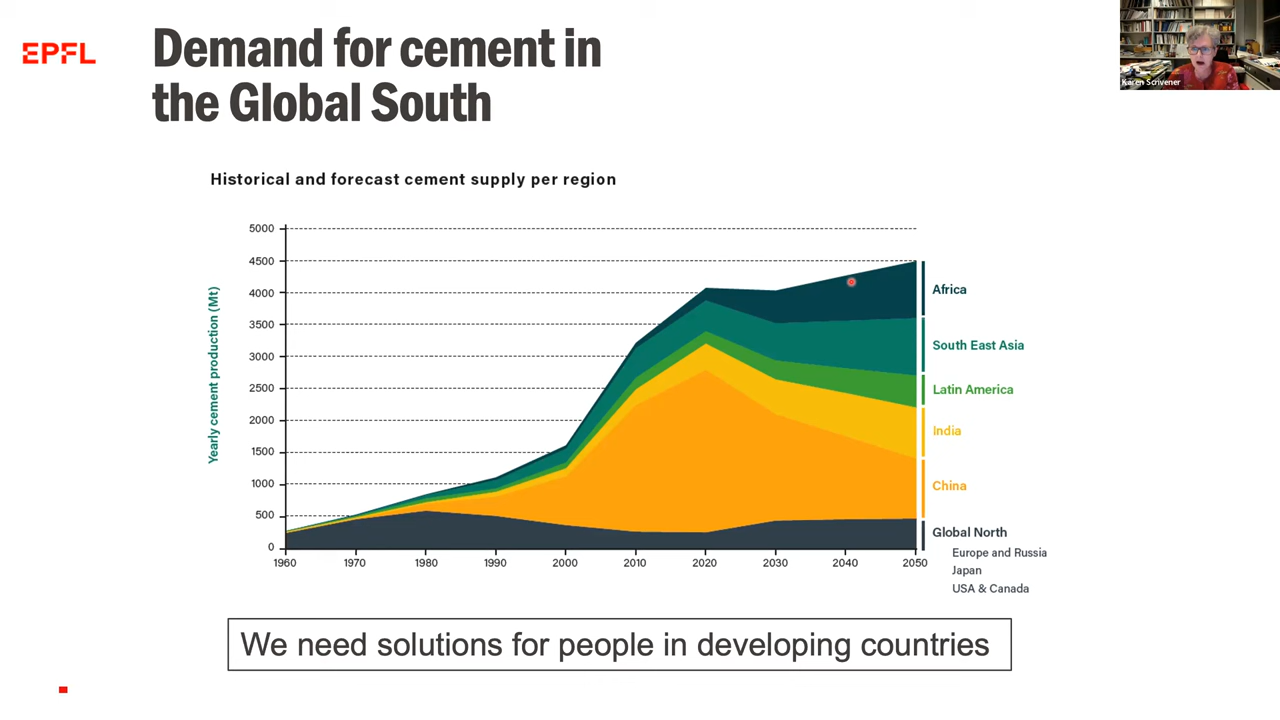 EPFL
Demand for cement in
the Global South
Karen Scrivener
Historical and forecast cement supply per region
Yearly cement production (Mt)
5000
4500
4000
3500
3000
2500
2000
1500
1000
500
0
1960
1970
1980
1990
2000
2010
2020
2030
2040
2050
Africa
South East Asia
Latin America
India
China
Global North
Europe and Russia
Japan
USA & Canada
We need solutions for people in developing countries